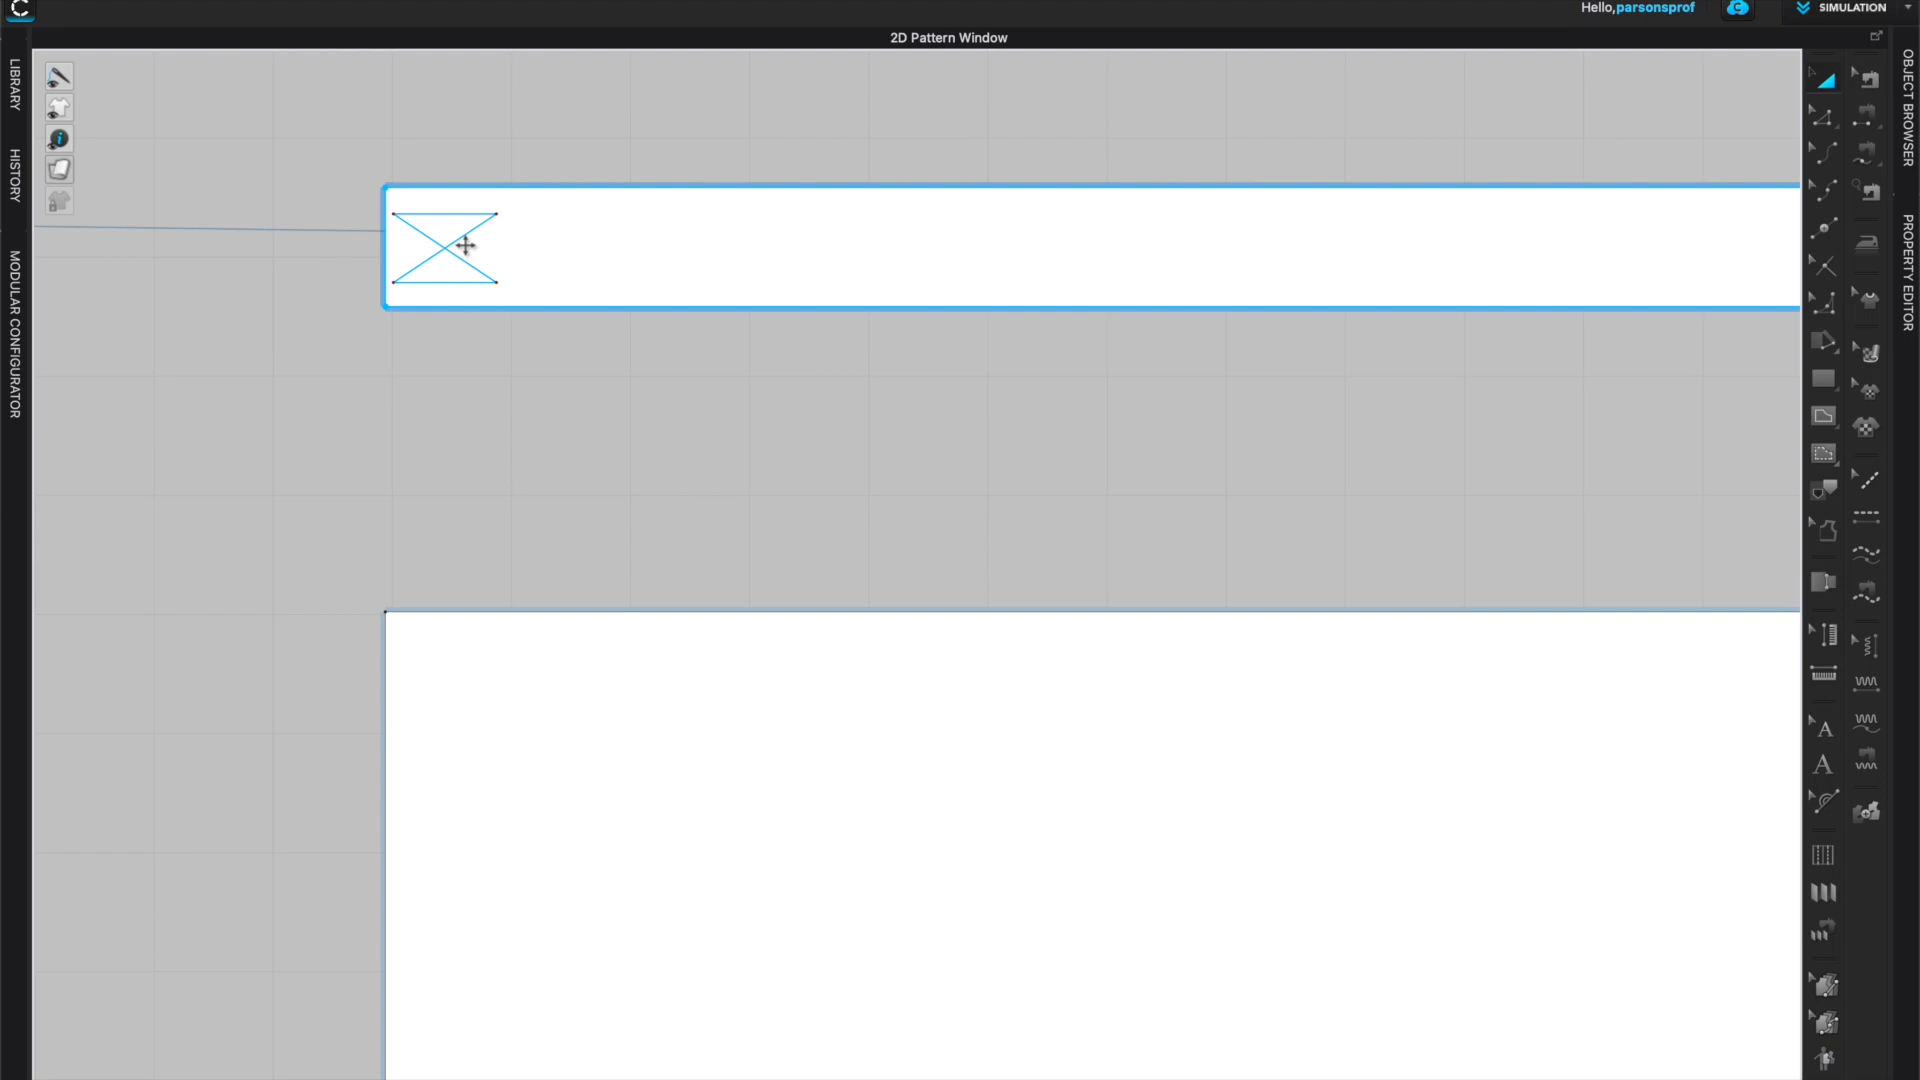 Hello,parsonsprof
SIMULATION
2D Pattern Window
LIBRARY
HISTORY
MODULAR CONFIGURATOR
OBJECT BROWSER
PROPERTY EDITOR
A
A